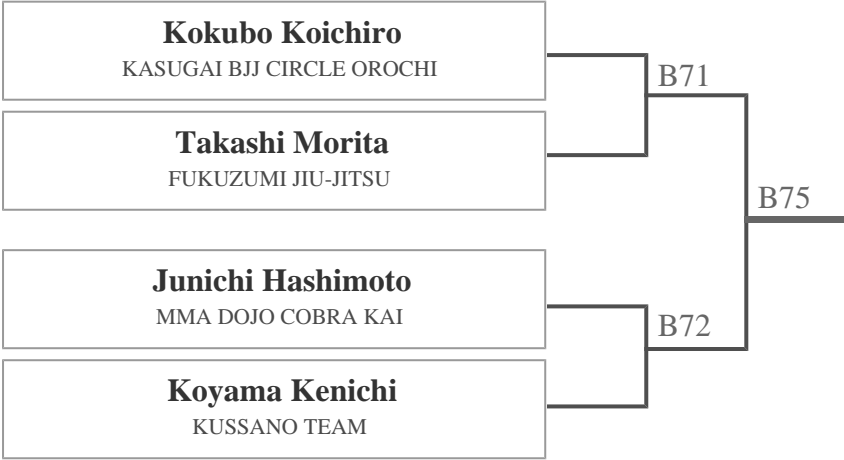 Kokubo Koichiro
KASUGAI BJJ CIRCLE OROCHI
B71
Takashi Morita
FUKUZUMI JIU-JITSU
B75
Junichi Hashimoto
MMA DOJO COBRA KAI
B72
Koyama Kenichi
KUSSANO TEAM